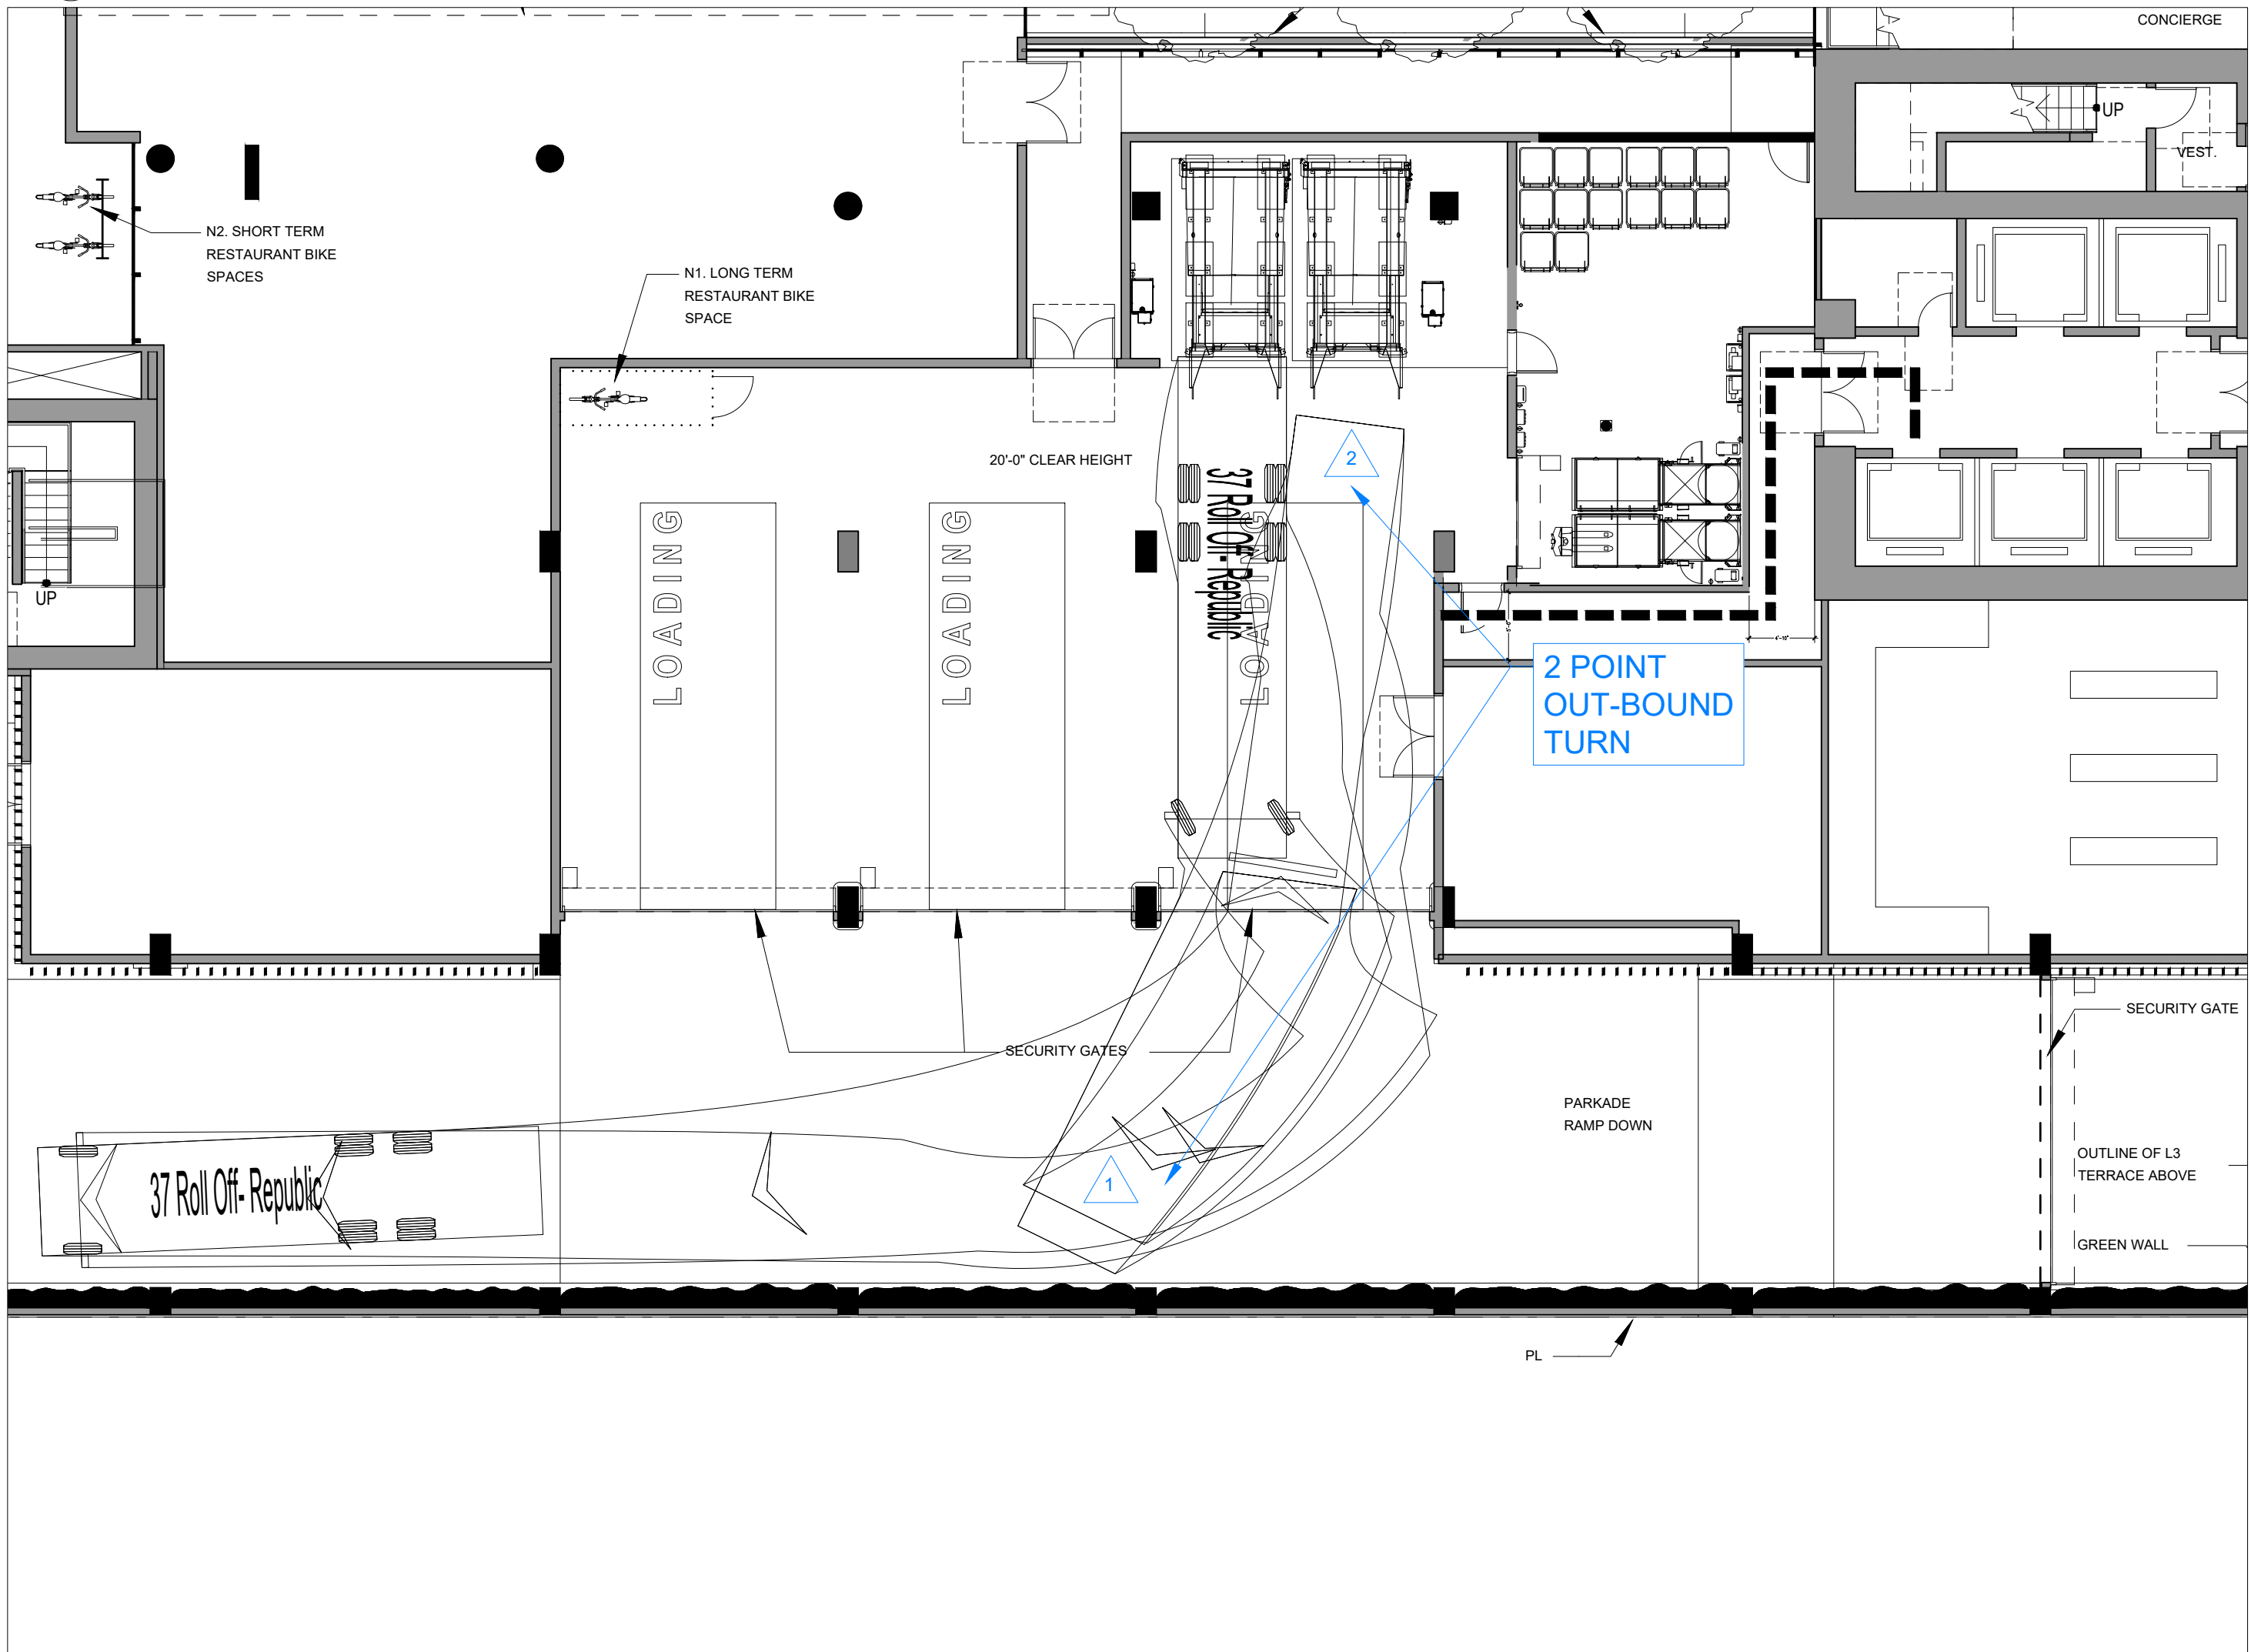 CONCIERGE
UP
VEST.
N2. SHORT TERM
RESTAURANT BIKE
SPACES
N1. LONG TERM
RESTAURANT BIKE
SPACE
20'-0" CLEAR HEIGHT
2
37 Roll Off- Republic
LOADING
LOADING
LOADING
UP
4'-10"
2 POINT
OUT-BOUND
TURN
SECURITY GATES
SECURITY GATE
PARKADE
RAMP DOWN
OUTLINE OF L3
TERRACE ABOVE
37 Roll Off- Republic
1
GREEN WALL
PL